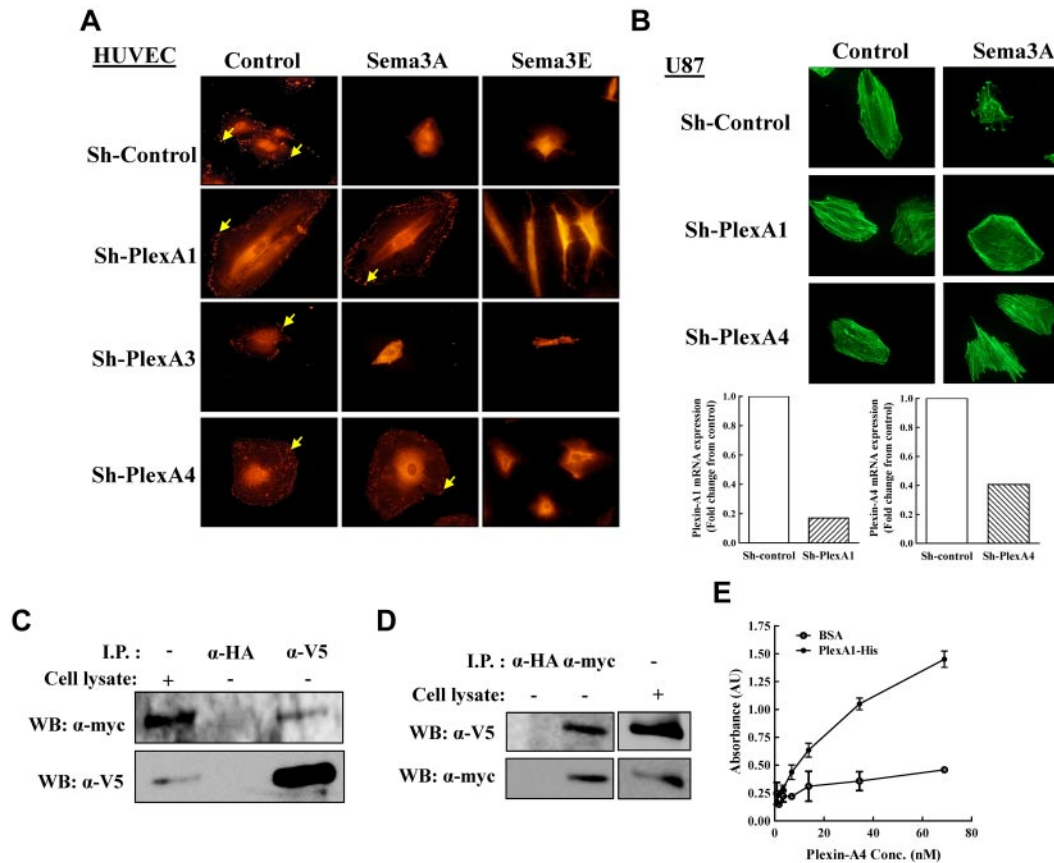 A
HUVEC
Control Sema3A Sema3E
Sh-Control
Sh-PlexA1
Sh-PlexA3
Sh-PlexA4
B
U87
Control Sema3A
Sh-Control
Sh-PlexA1
Sh-PlexA4
Plexin-A1 mRNA expression
(Fold change from control)
1.0
0.8
0.6
0.4
0.2
0.0
Sh-control Sh-PlexA1
Plexin-A4 mRNA expression
(Fold change from control)
1.0
0.8
0.6
0.4
0.2
0.0
Sh-control Sh-PlexA4
C
I.P. : - α-HA α-V5
Cell lysate: + - -
WB: α-myc
WB: α-V5
D
I.P. : α-HA α-myc -
Cell lysate: - - +
WB: α-V5
WB: α-myc
E
BSA
PlexA1-His
Absorbance (AU)
1.75
1.50
1.25
1.00
0.75
0.50
0.25
0.00
0 20 40 60 80
Plexin-A4 Conc. (nM)